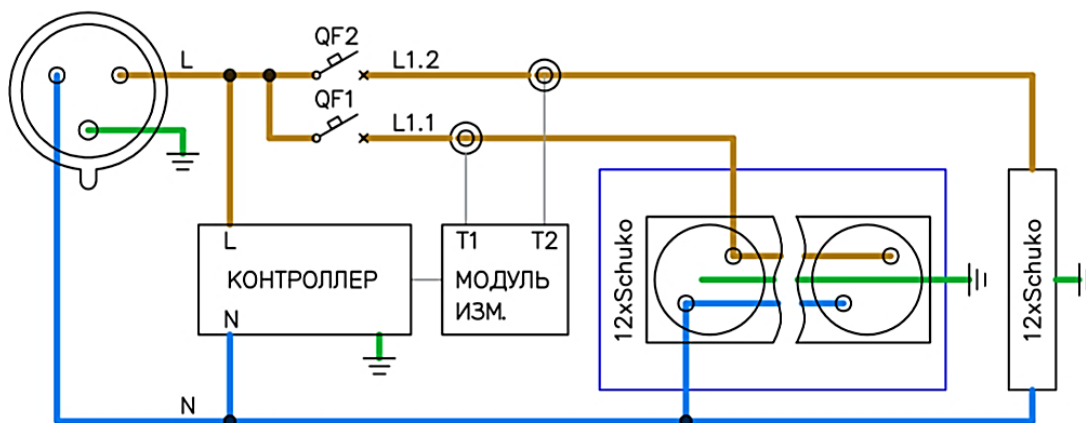 QF2
L
L1.2
QF1
L1.1
L
КОНТРОЛЛЕР
N
T1
T2
МОДУЛЬ
ИЗМ.
12xSchuko
12xSchuko
N